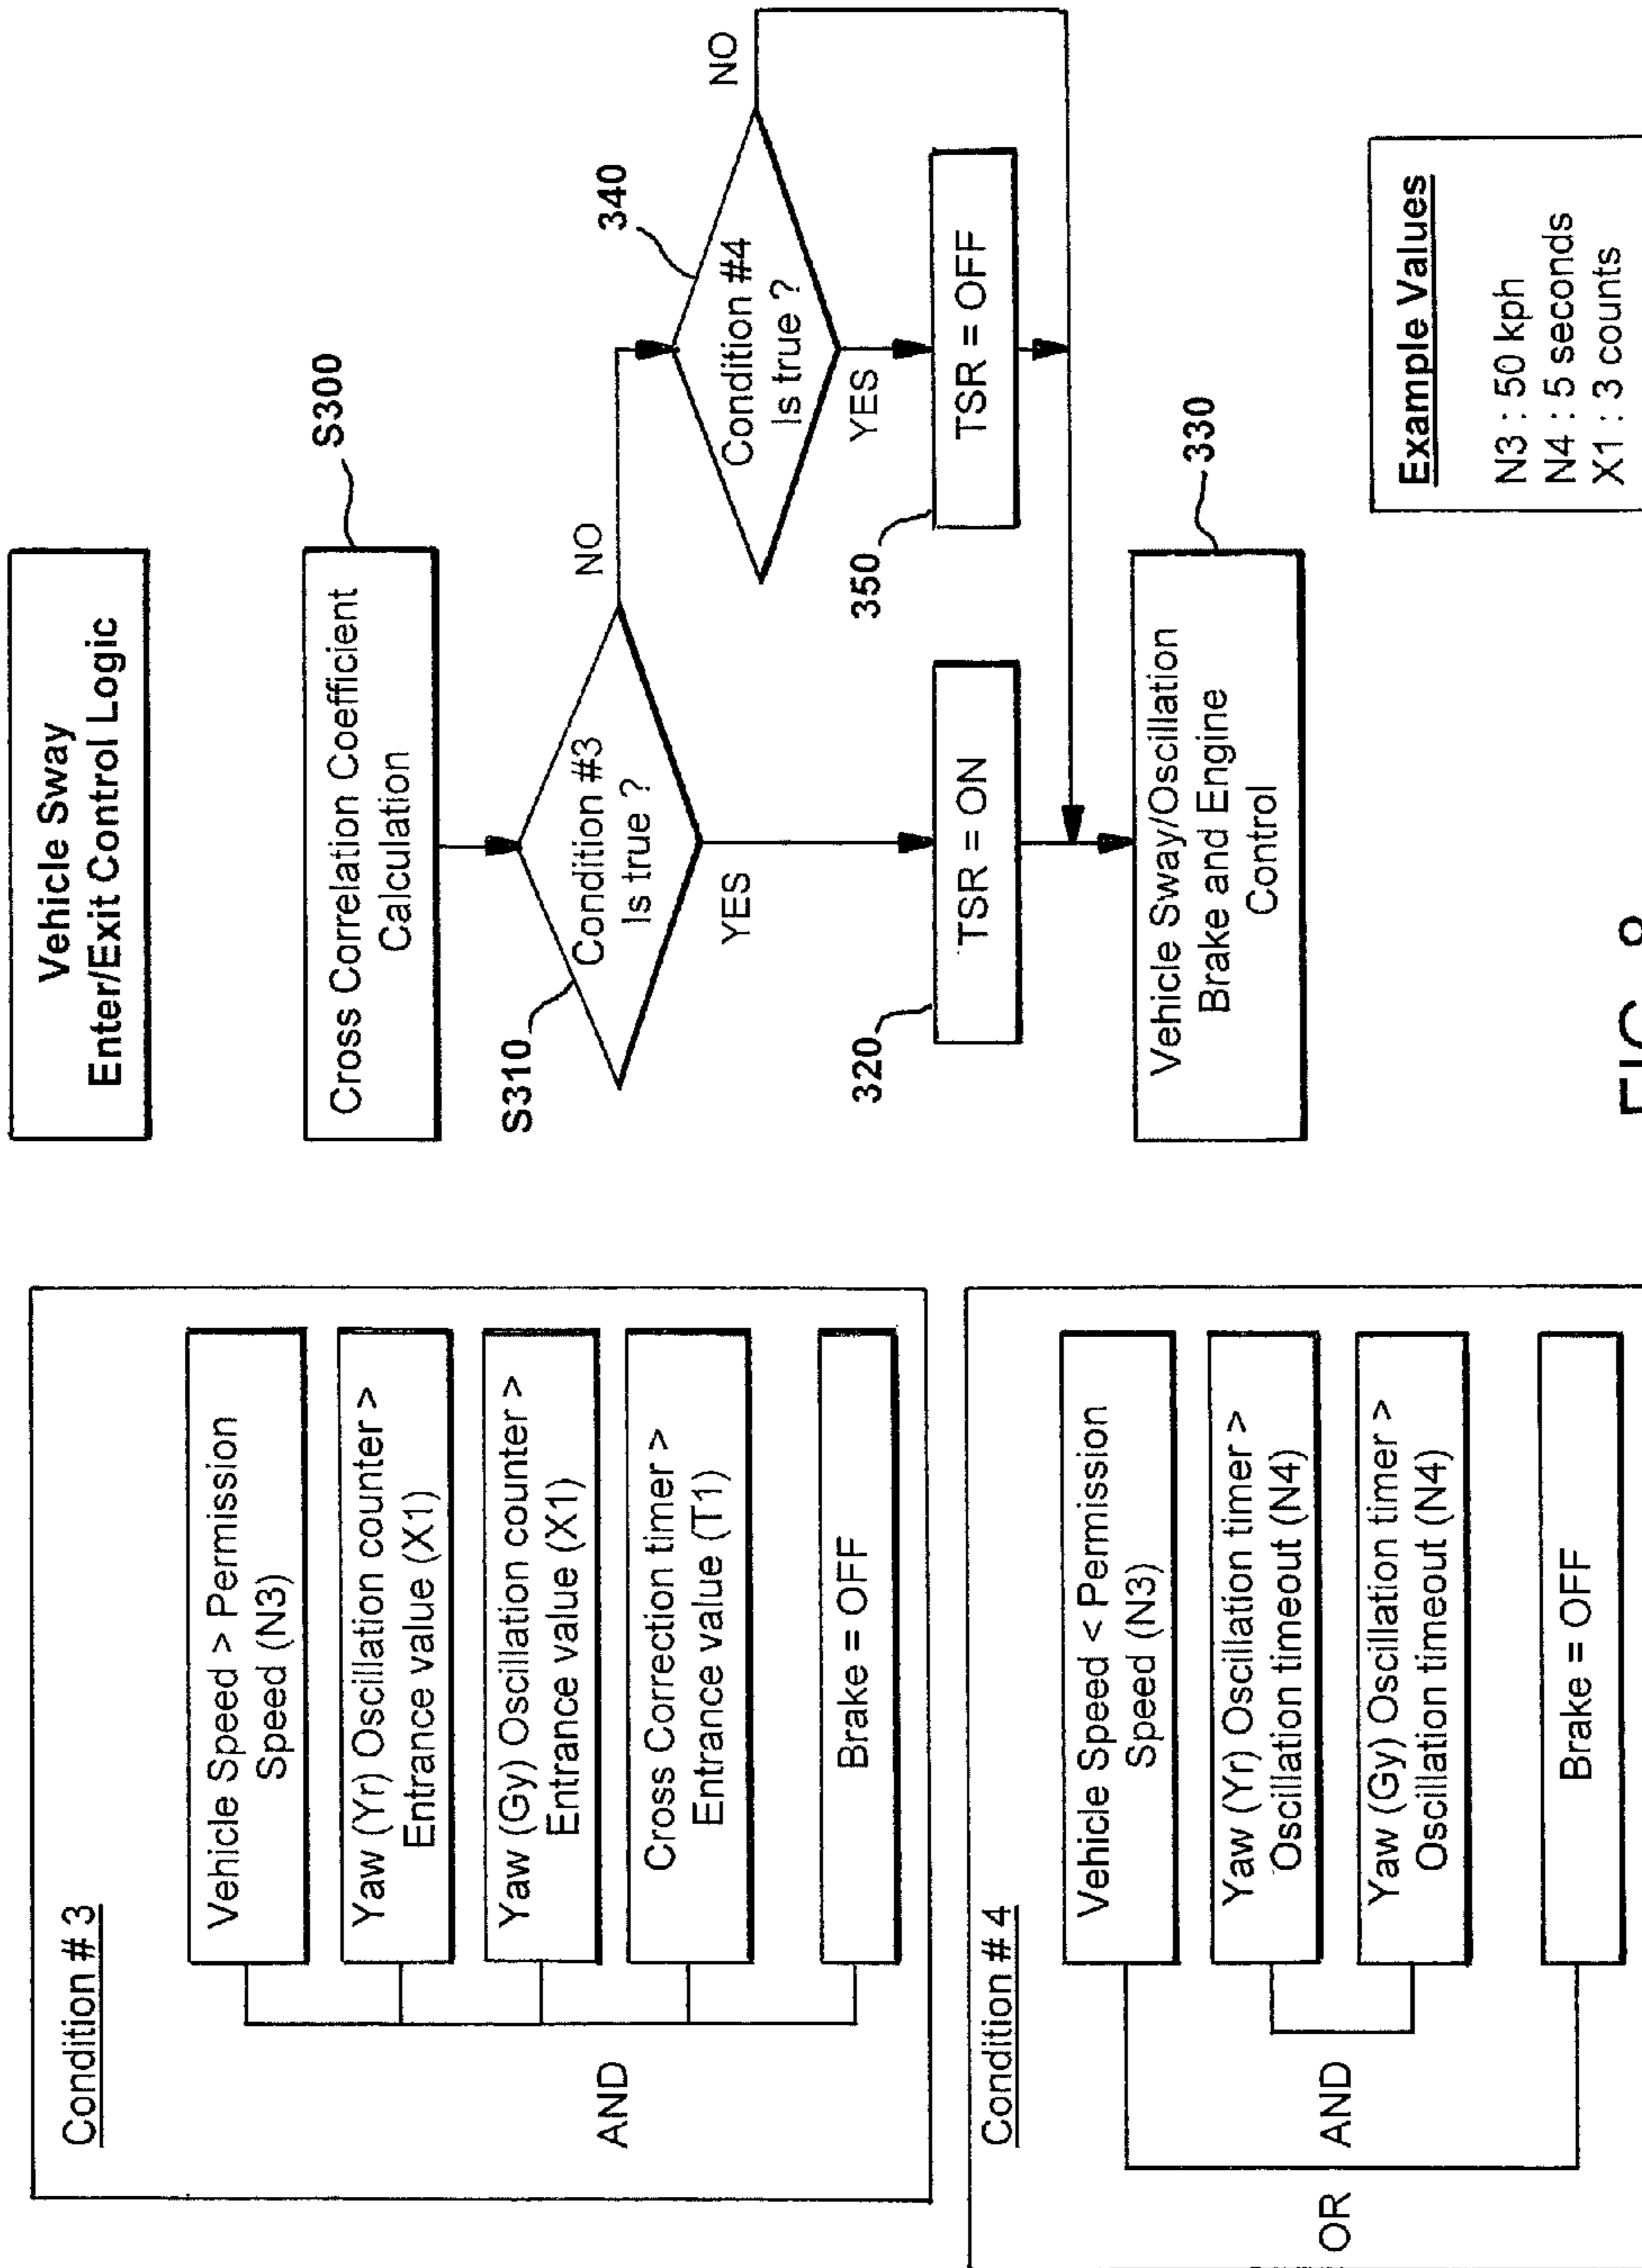 Vehicle Sway
Enter/Exit Control Logic
S300
Cross Correlation Coefficient
Calculation
S310
Condition #3
Is true ?
NO
YES
340
Condition #4
Is true ?
NO
YES
320
TSR = ON
350
TSR = OFF
330
Vehicle Sway/Oscillation
Brake and Engine
Control
Example Values
N3 : 50 kph
N4 : 5 seconds
X1 : 3 counts
Condition # 3
Vehicle Speed > Permission
Speed (N3)
Yaw (Yr) Oscillation counter >
Entrance value (X1)
Yaw (Gy) Oscillation counter >
Entrance value (X1)
Cross Correction timer >
Entrance value (T1)
Brake = OFF
AND
Condition # 4
Vehicle Speed < Permission
Speed (N3)
Yaw (Yr) Oscillation timer >
Oscillation timeout (N4)
Yaw (Gy) Oscillation timer >
Oscillation timeout (N4)
Brake = OFF
OR
AND